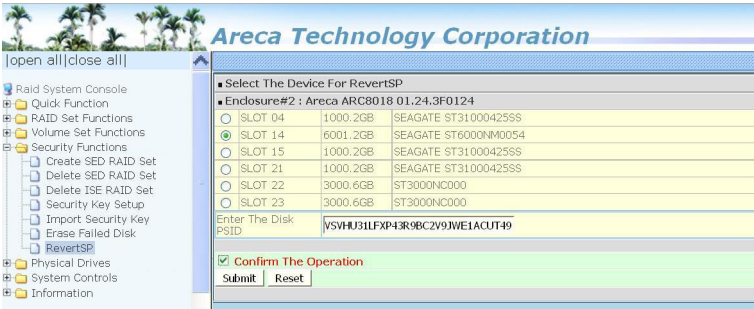 Areca Technology Corporation
|open all|close all|
Raid System Console
Quick Function
RAID Set Functions
Volume Set Functions
Security Functions
Create SED RAID Set
Delete SED RAID Set
Delete ISE RAID Set
Security Key Setup
Import Security Key
Erase Failed Disk
RevertSP
Physical Drives
System Controls
Information
Select The Device For RevertSP
Enclosure#2 : Areca ARC8018 01.24.3F0124
SLOT 04 1000.2GB SEAGATE ST31000425SS
SLOT 14 6001.2GB SEAGATE ST6000NM0054
SLOT 15 1000.2GB SEAGATE ST31000425SS
SLOT 21 1000.2GB SEAGATE ST31000425SS
SLOT 22 3000.6GB ST3000NC000
SLOT 23 3000.6GB ST3000NC000
Enter The Disk
PSID
VSVHU31LFXP43R9BC2V9JWE1ACUT49
Confirm The Operation
Submit Reset